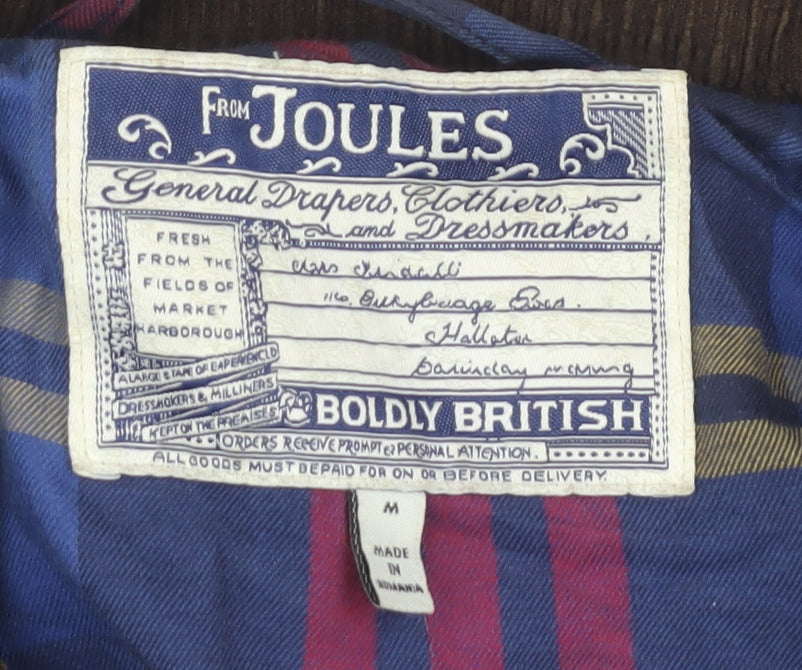 FROM JOULES
General Drapers, Clothiers,
and Dressmakers,
FRESH
FROM THE
FIELDS OF
MARKET
HARBOROUGH
Hallaton
A LARGE STAFF OF EXPERIENCED
DRESSMAKERS & MILLINERS
KEPT ON THE PREMISES
BOLDLY BRITISH
ORDERS RECEIVE PROMPT & PERSONAL ATTENTION.
ALL GOODS MUST BE PAID FOR ON OR BEFORE DELIVERY.
M
MADE
IN
ROMANIA